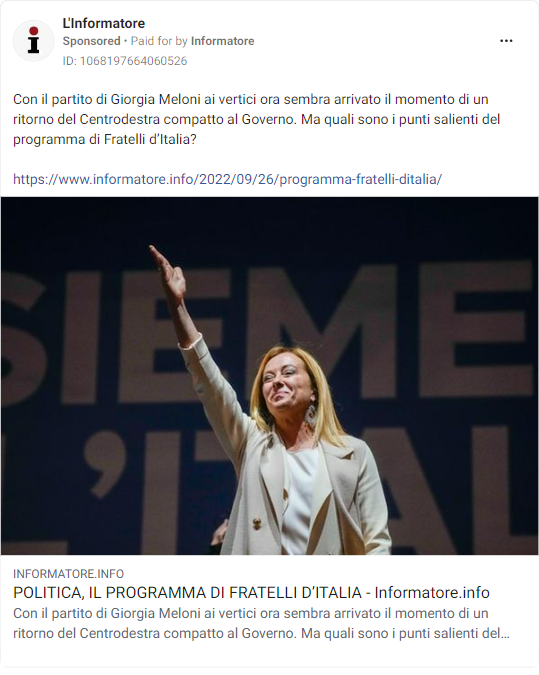 L'Informatore
Sponsored • Paid for by Informatore
ID: 1068197664060526
Con il partito di Giorgia Meloni ai vertici ora sembra arrivato il momento di un
ritorno del Centrodestra compatto al Governo. Ma quali sono i punti salienti del
programma di Fratelli d’Italia?
https://www.informatore.info/2022/09/26/programma-fratelli-ditalia/
SIEME
L’ITAL
INFORMATORE.INFO
POLITICA, IL PROGRAMMA DI FRATELLI D’ITALIA - Informatore.info
Con il partito di Giorgia Meloni ai vertici ora sembra arrivato il momento di un
ritorno del Centrodestra compatto al Governo. Ma quali sono i punti salienti del…